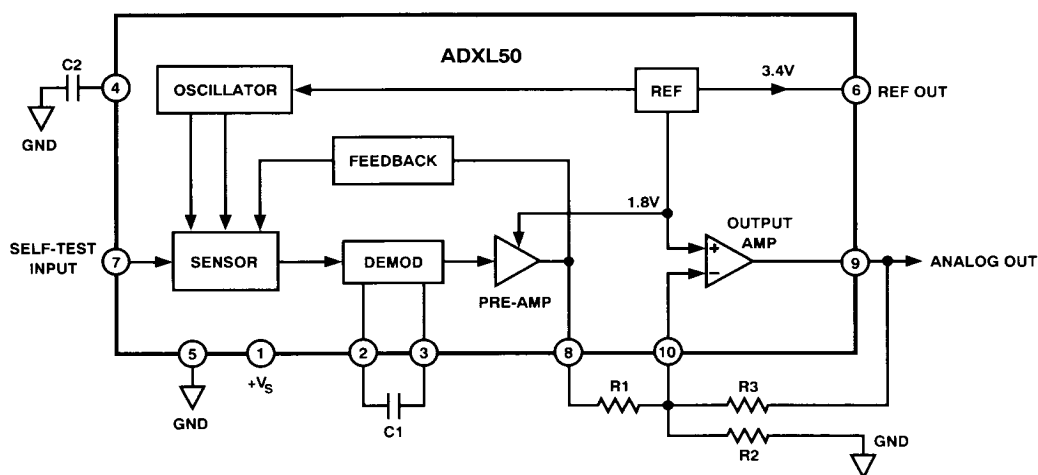 ADXL50
C2
4
GND
OSCILLATOR
REF
3.4V
6
REF OUT
FEEDBACK
1.8V
OUTPUT
AMP
SELF-TEST
INPUT
7
SENSOR
DEMOD
PRE-AMP
+
−
9
ANALOG OUT
5
1
2
3
8
10
GND
+VS
C1
R1
R3
R2
GND